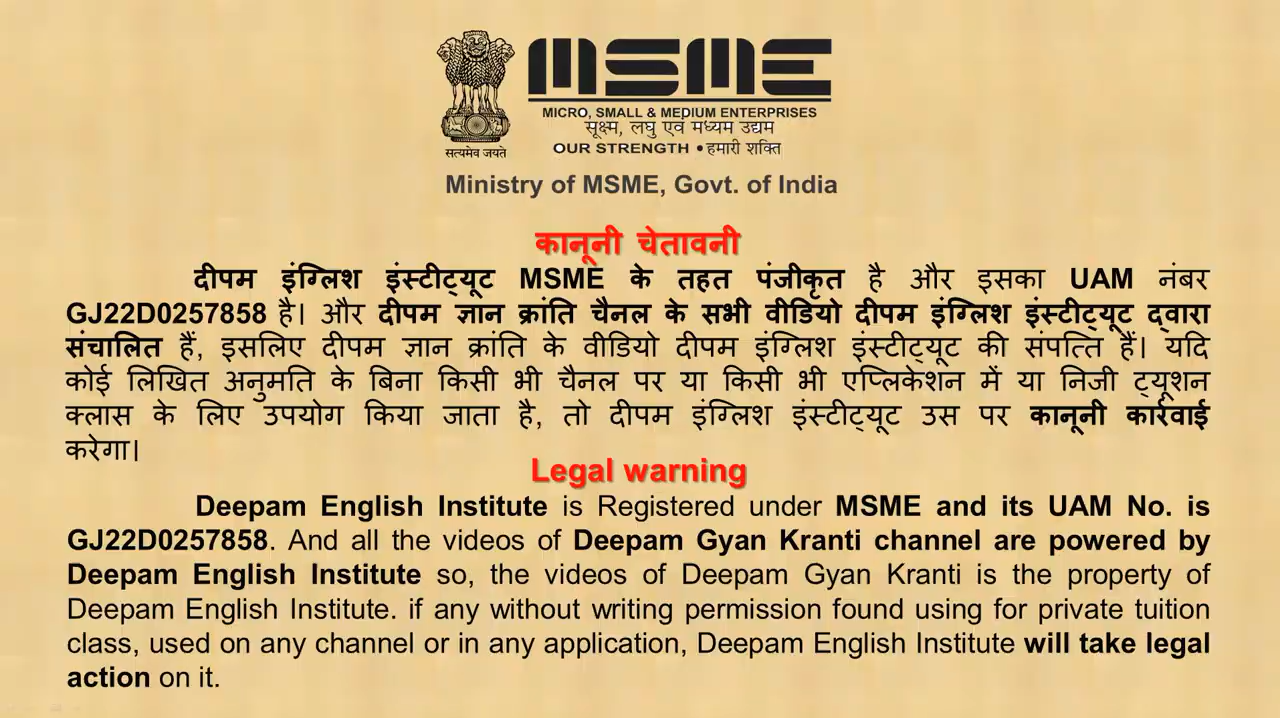 MSME
MICRO, SMALL & MEDIUM ENTERPRISES
सूक्ष्म, लघु एवं मध्यम उद्यम
OUR STRENGTH • हमारी शक्ति
सत्यमेव जयते
Ministry of MSME, Govt. of India
कानूनी चेतावनी
दीपम इंग्लिश इंस्टीट्यूट MSME के तहत पंजीकृत है और इसका UAM नंबर
GJ22D0257858 है। और दीपम ज्ञान क्रांति चैनल के सभी वीडियो दीपम इंग्लिश इंस्टीट्यूट द्वारा
संचालित हैं, इसलिए दीपम ज्ञान क्रांति के वीडियो दीपम इंग्लिश इंस्टीट्यूट की संपत्ति हैं। यदि
कोई लिखित अनुमति के बिना किसी भी चैनल पर या किसी भी एप्लिकेशन में या निजी ट्यूशन
क्लास के लिए उपयोग किया जाता है, तो दीपम इंग्लिश इंस्टीट्यूट उस पर कानूनी कार्रवाई
करेगा।
Legal warning
Deepam English Institute is Registered under MSME and its UAM No. is
GJ22D0257858. And all the videos of Deepam Gyan Kranti channel are powered by
Deepam English Institute so, the videos of Deepam Gyan Kranti is the property of
Deepam English Institute. if any without writing permission found using for private tuition
class, used on any channel or in any application, Deepam English Institute will take legal
action on it.